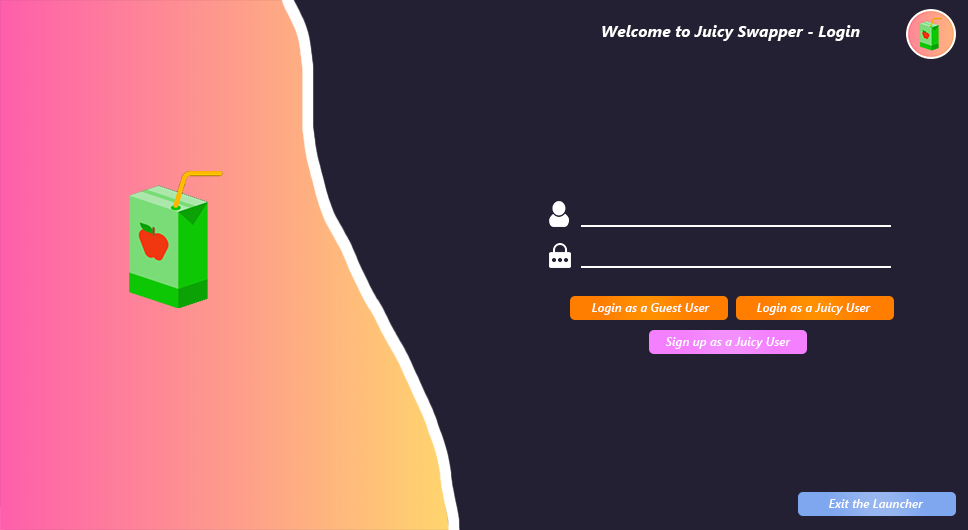 Welcome to Juicy Swapper - Login
Login as a Guest User
Login as a Juicy User
Sign up as a Juicy User
Exit the Launcher